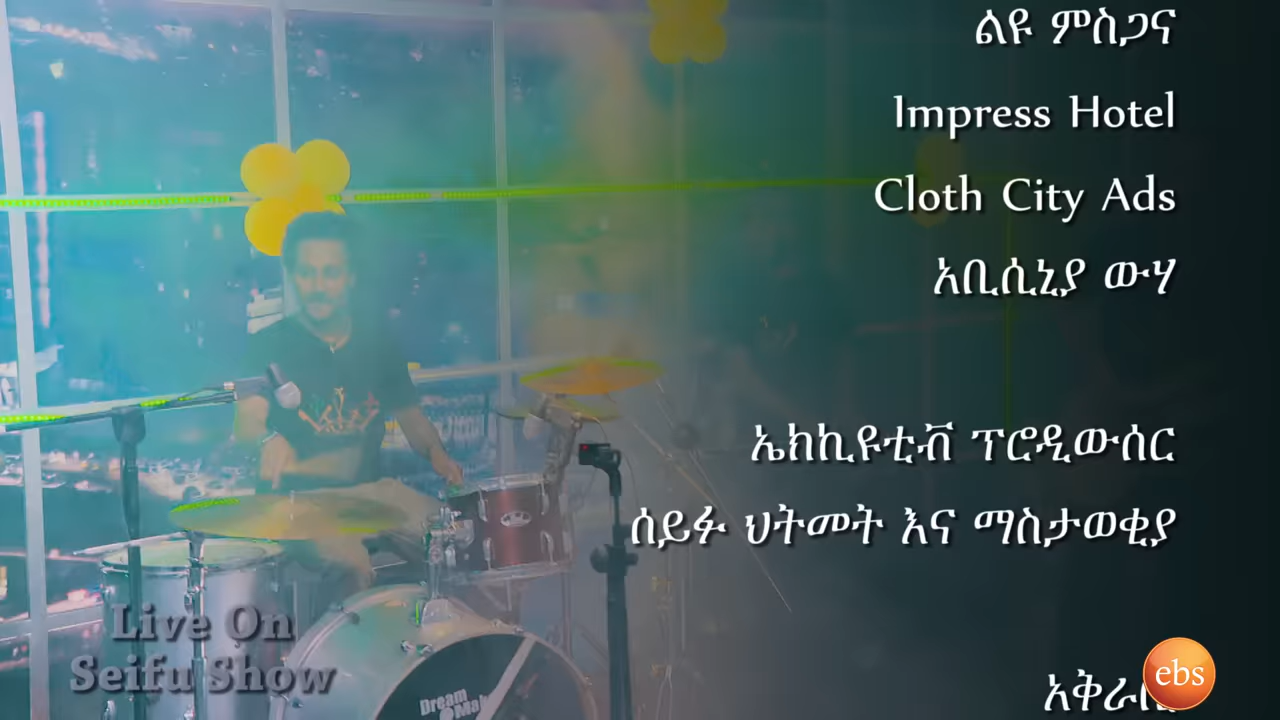 ልዩ ምስጋና
Impress Hotel
Cloth City Ads
አቢሲኒያ ውሃ
ኤክኪዩቲቭ ፕሮዲውሰር
ሰይፉ ህትመት እና ማስታወቂያ
Live On
Seifu Show
ebs
Dream